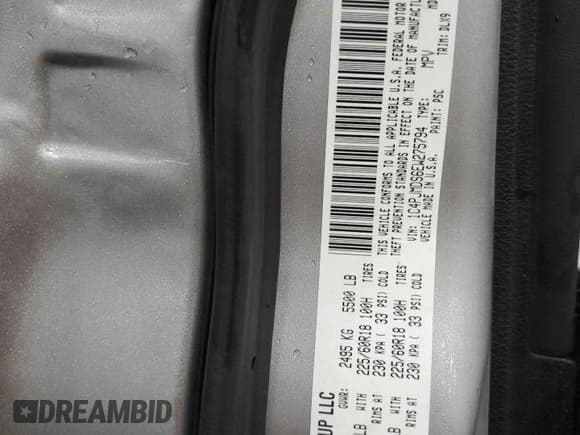 UP LLC
GVWR: 2495 KG 5500 LB
LB WITH 225/60R18 100H TIRES
RIMS AT 230 KPA ( 33 PSI) COLD
LB WITH 225/60R18 100H TIRES
RIMS AT 230 KPA ( 33 PSI) COLD
THIS VEHICLE CONFORMS TO ALL APPLICABLE U.S.A. FEDERAL MOTOR
THEFT PREVENTION STANDARDS IN EFFECT ON THE DATE OF MANUFACTU
VIN: 1C4PJMDS6EW275794 TYPE: MPV MD
MADE IN U.S.A. PAINT: PSC TRIM: DLX9
DREAMBID